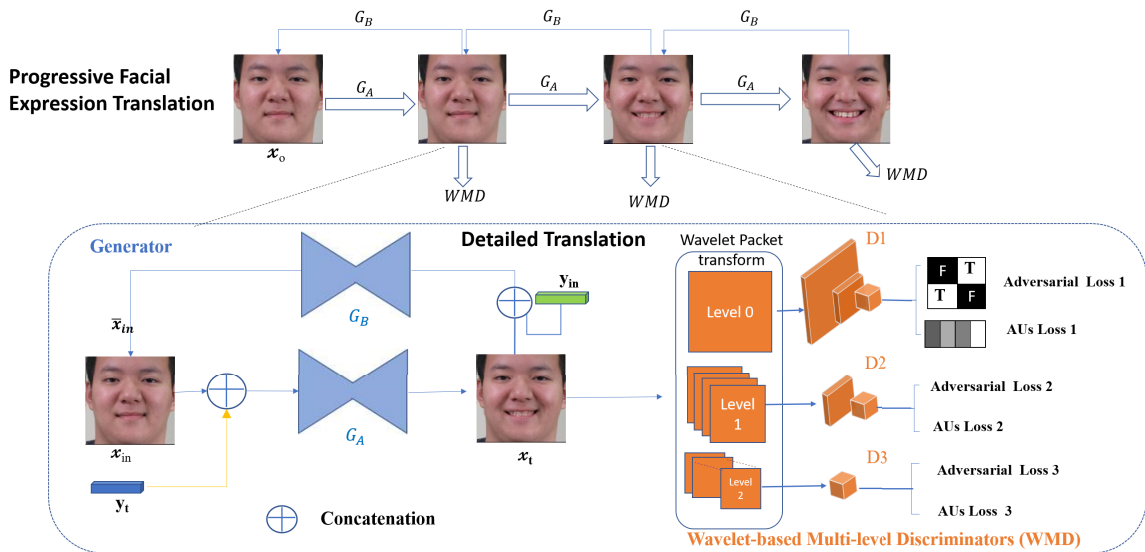 G_B G_B G_B
Progressive Facial
Expression Translation
G_A G_A G_A
x_o
WMD WMD WMD
Generator
Detailed Translation
Wavelet Packet
transform
D1
y_in
F T
T F
Adversarial Loss 1
Level 0
x̅_in
G_B
AUs Loss 1
D2
Adversarial Loss 2
Level
1
AUs Loss 2
G_A
x_in
x_t
D3
Adversarial Loss 3
Level
2
y_t
AUs Loss 3
Concatenation
Wavelet-based Multi-level Discriminators (WMD)